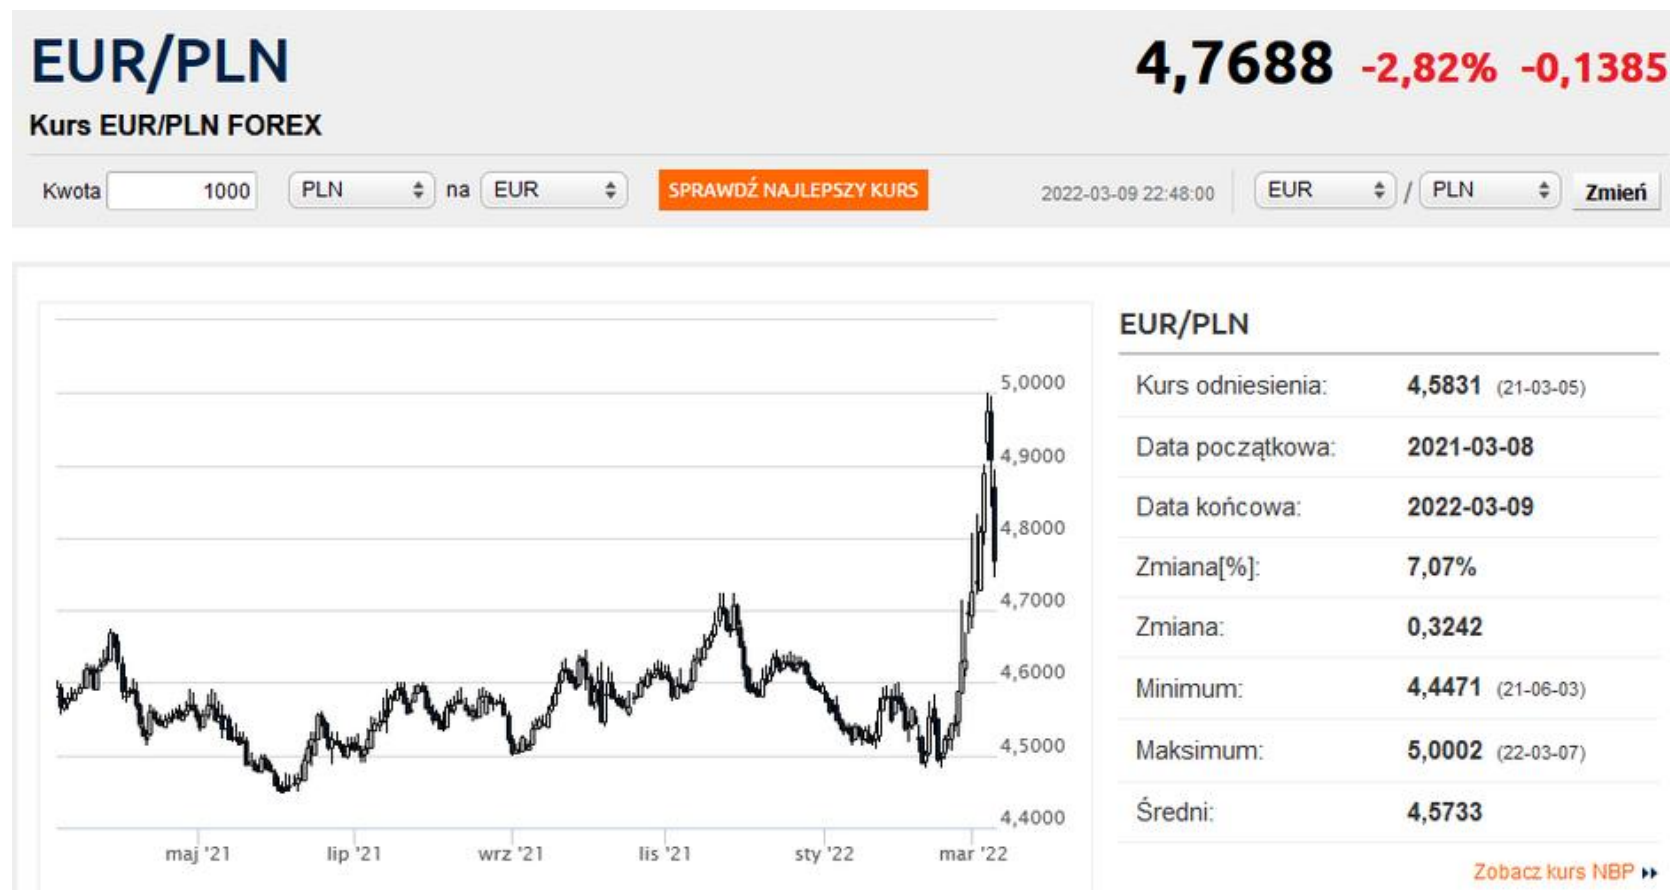 EUR/PLN
4,7688 -2,82% -0,1385
Kurs EUR/PLN FOREX
Kwota 1000 PLN na EUR SPRAWDŹ NAJLEPSZY KURS 2022-03-09 22:48:00 EUR / PLN Zmień
5,0000
4,9000
4,8000
4,7000
4,6000
4,5000
4,4000
maj '21 lip '21 wrz '21 lis '21 sty '22 mar '22
EUR/PLN
Kurs odniesienia: 4,5831 (21-03-05)
Data początkowa: 2021-03-08
Data końcowa: 2022-03-09
Zmiana[%]: 7,07%
Zmiana: 0,3242
Minimum: 4,4471 (21-06-03)
Maksimum: 5,0002 (22-03-07)
Średni: 4,5733
Zobacz kurs NBP